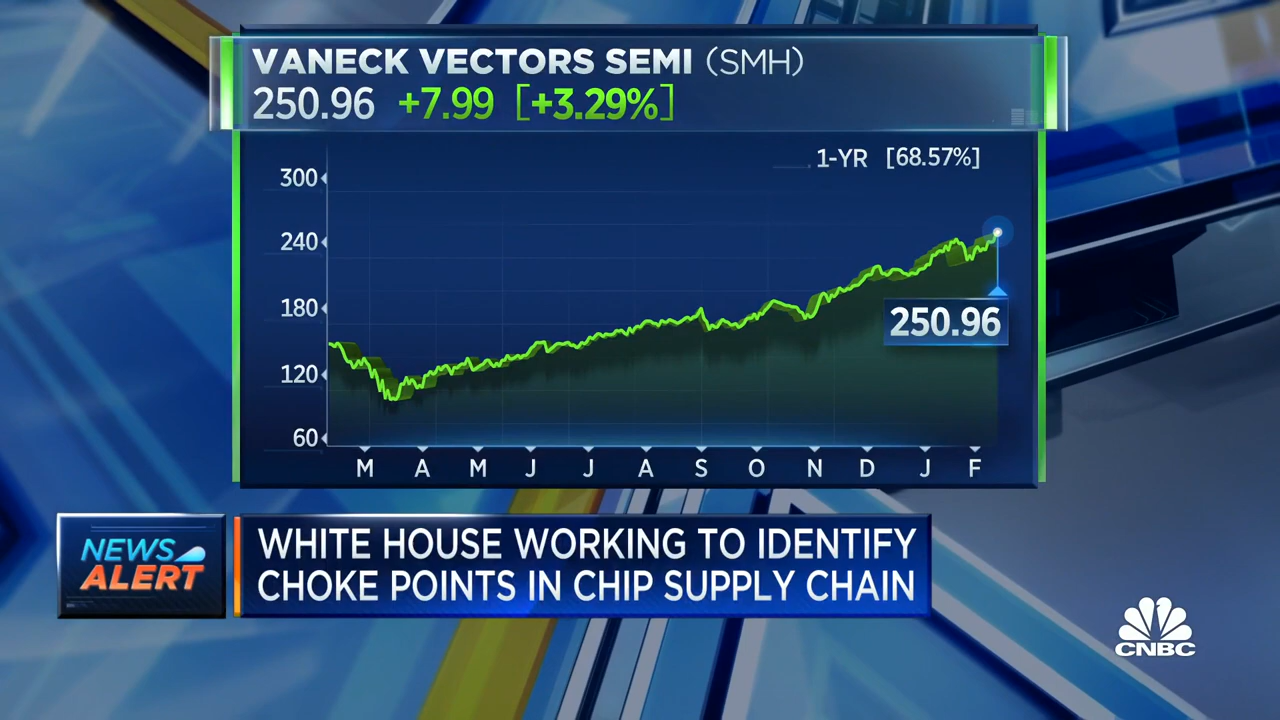 VANECK VECTORS SEMI (SMH)
250.96 +7.99 [+3.29%]
1-YR [68.57%]
300
240
180
120
60
250.96
M A M J J A S O N D J F
NEWS
ALERT
WHITE HOUSE WORKING TO IDENTIFY
CHOKE POINTS IN CHIP SUPPLY CHAIN
CNBC